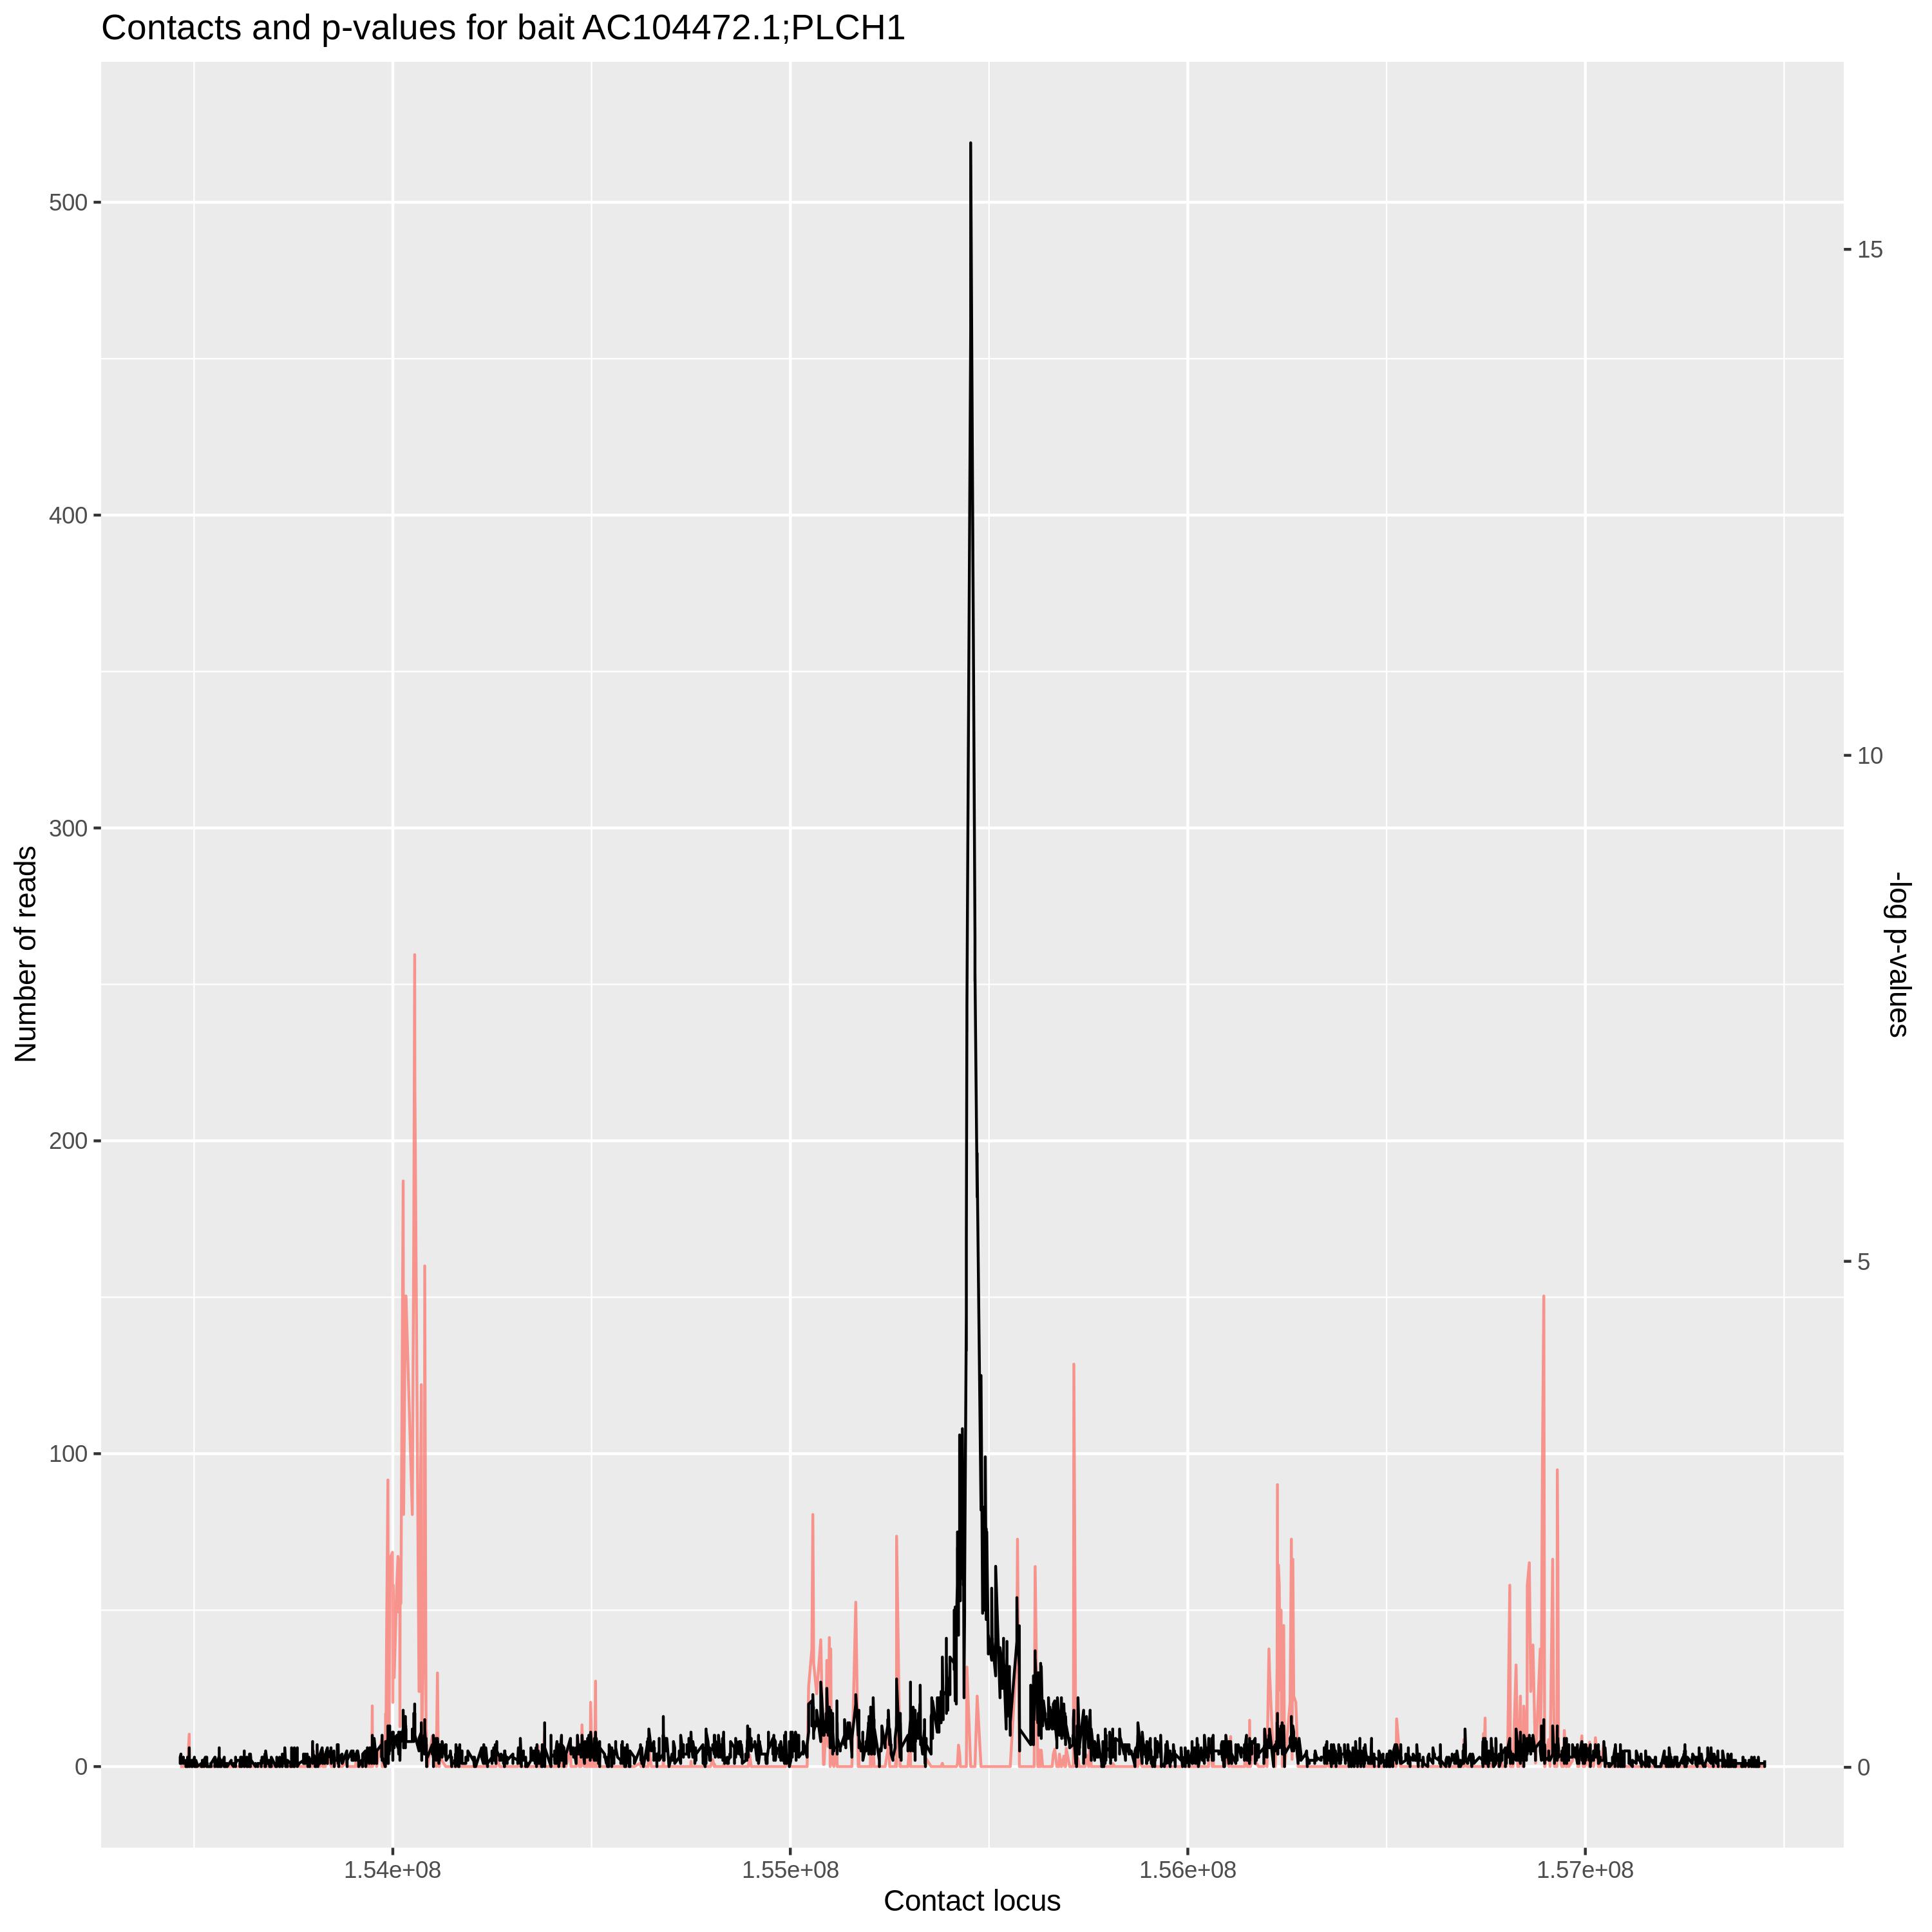 Contacts and p-values for bait AC104472.1;PLCH1
500
400
300
200
100
0
Number of reads
15
10
5
0
-log p-values
1.54e+08 1.55e+08 1.56e+08 1.57e+08
Contact locus